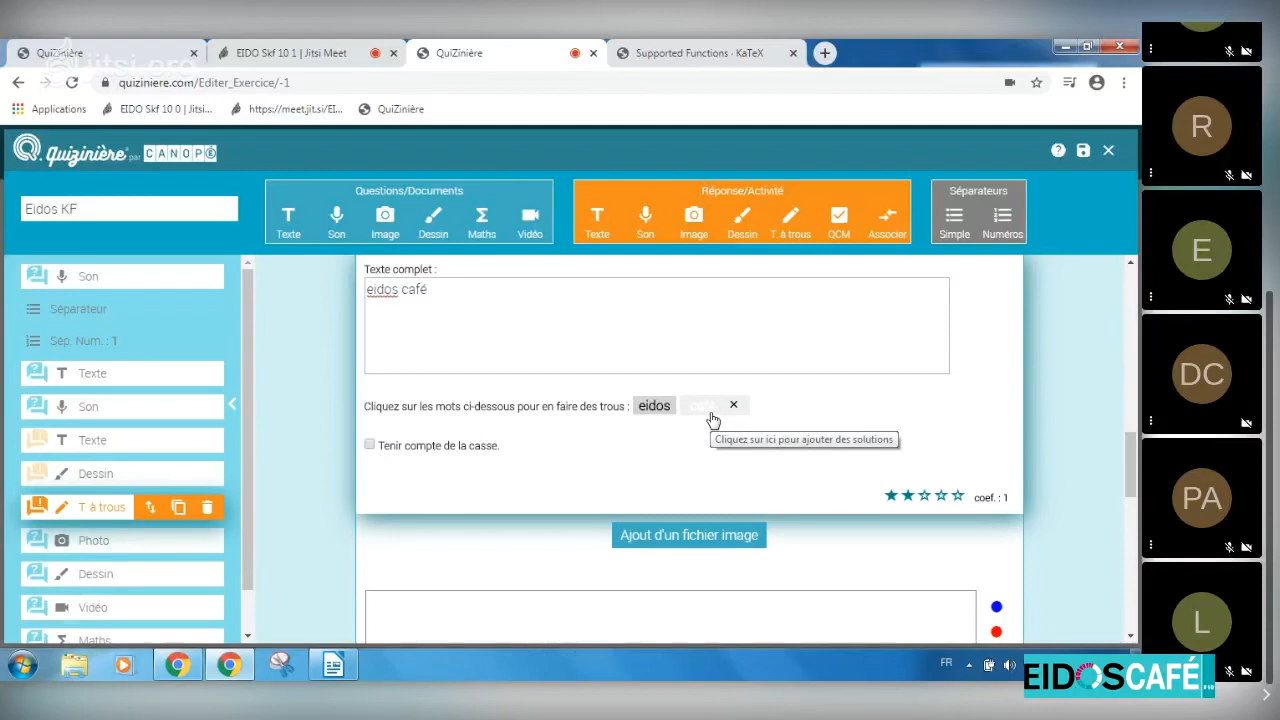 QuiZinière
EIDO Skf 10 1 | Jitsi Meet
QuiZinière
Supported Functions - KaTeX
jitsi.org
quiziniere.com/Editer_Exercice/-1
Applications
EIDO Skf 10 0 | Jitsi...
https://meet.jit.si/EI...
QuiZinière
Quizinière par CANOPÉ
Eidos KF
Questions/Documents
Texte
Son
Image
Dessin
Maths
Vidéo
Réponse/Activité
Texte
Son
Image
Dessin
T. à trous
QCM
Associer
Séparateurs
Simple
Numéros
Son
Séparateur
Sép. Num. : 1
Texte
Son
Texte
Dessin
T. à trous
Photo
Dessin
Vidéo
Maths
Texte complet :
eidos café
Cliquez sur les mots ci-dessous pour en faire des trous : eidos café
Cliquez sur ici pour ajouter des solutions
Tenir compte de la casse.
coef. : 1
Ajout d'un fichier image
R
E
DC
PA
L
FR
EIDOSCAFÉ
#10